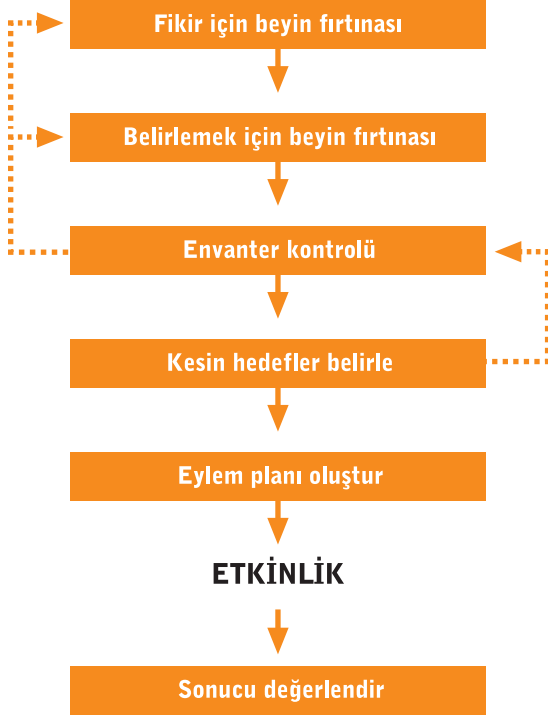 Fikir için beyin fırtınası
Belirlemek için beyin fırtınası
Envanter kontrolü
Kesin hedefler belirle
Eylem planı oluştur
ETKİNLİK
Sonucu değerlendir